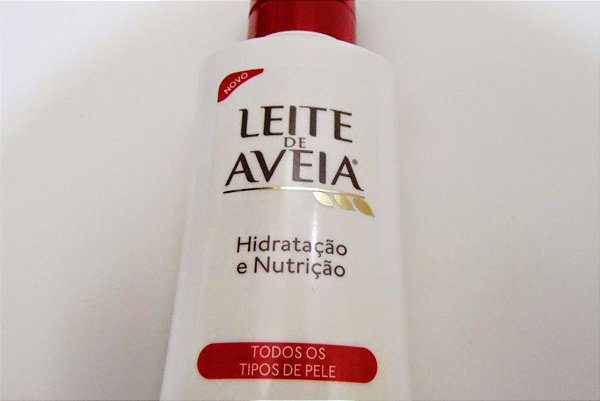 NOVO
LEITE
DE
AVEIA®
Hidratação
e Nutrição
TODOS OS
TIPOS DE PELE